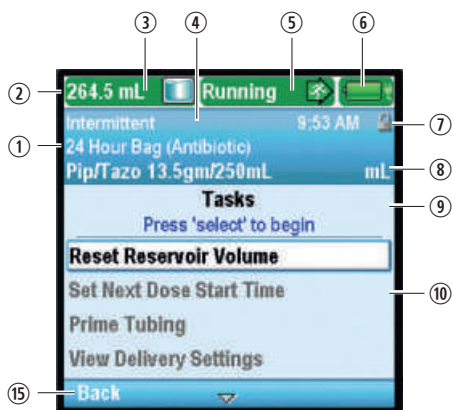 ③ ④ ⑤ ⑥
② 264.5 mL Running
Intermittent 9:53 AM ⑦
① 24 Hour Bag (Antibiotic)
Pip/Tazo 13.5gm/250mL mL ⑧
Tasks ⑨
Press 'select' to begin
Reset Reservoir Volume
Set Next Dose Start Time ⑩
Prime Tubing
View Delivery Settings
⑮ Back